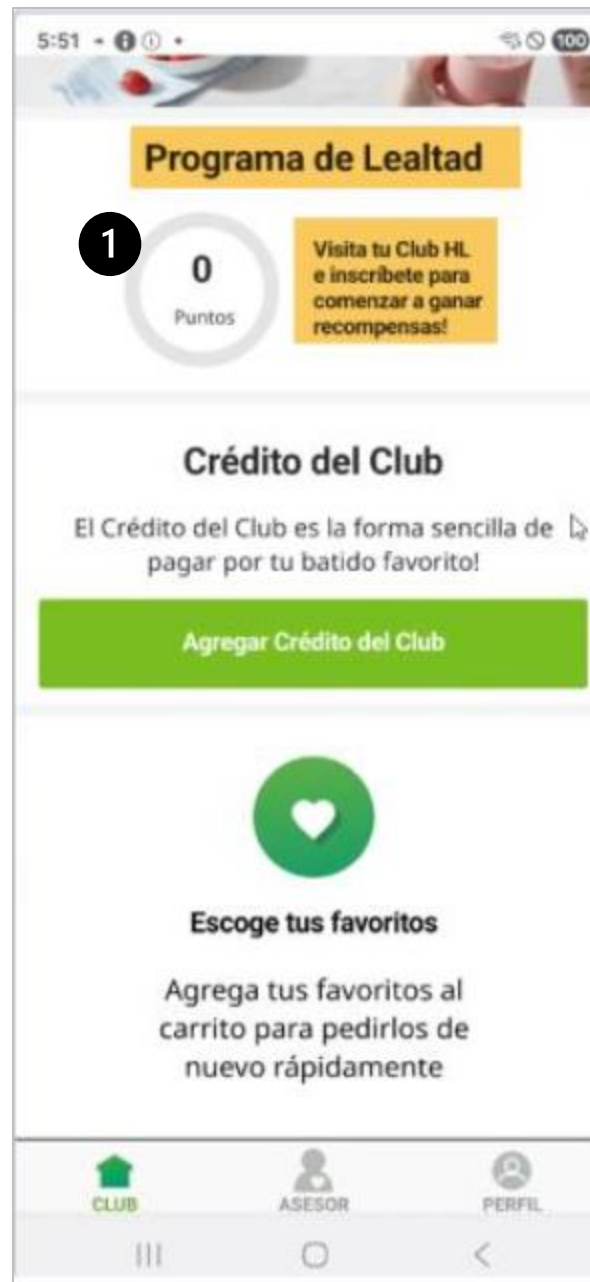 5:51
100
Programa de Lealtad
1
0
Puntos
Visita tu Club HL
e inscríbete para
comenzar a ganar
recompensas!
Crédito del Club
El Crédito del Club es la forma sencilla de
pagar por tu batido favorito!
Agregar Crédito del Club
Escoge tus favoritos
Agrega tus favoritos al
carrito para pedirlos de
nuevo rápidamente
CLUB
ASESOR
PERFIL